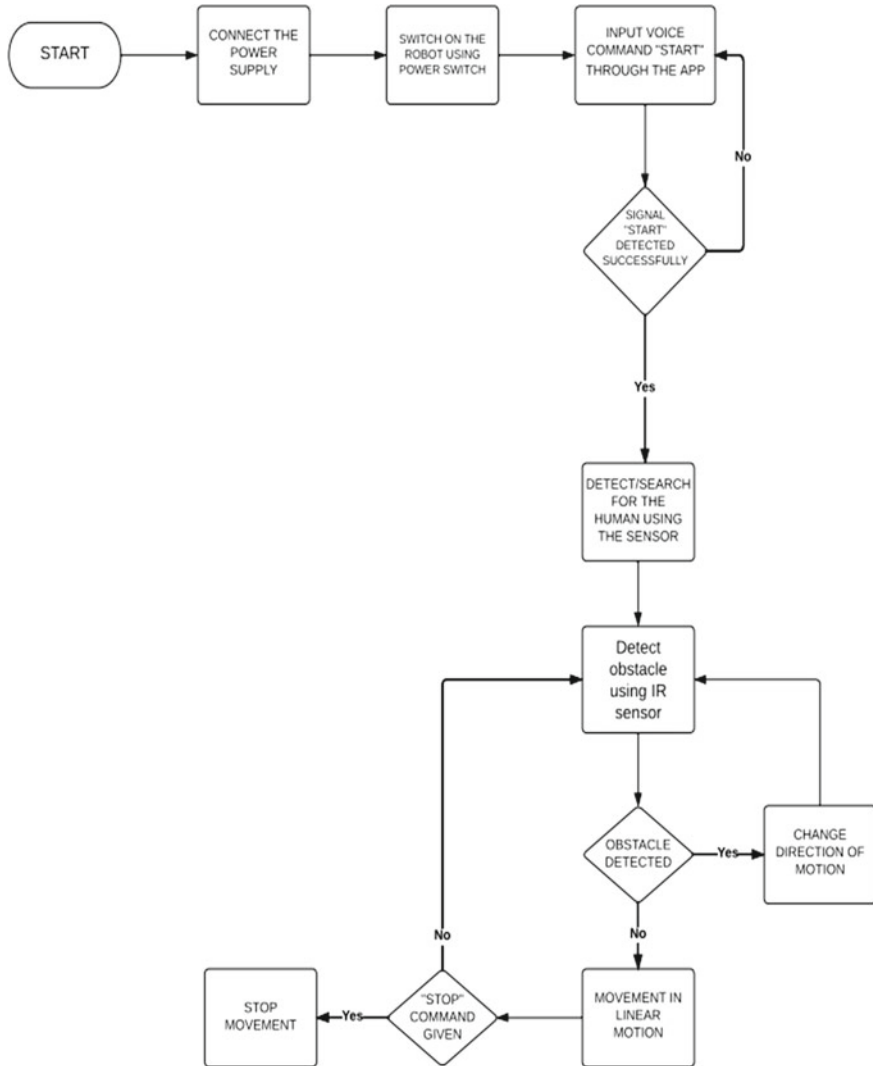 START
CONNECT THE
POWER
SUPPLY
SWITCH ON THE
ROBOT USING
POWER SWITCH
INPUT VOICE
COMMAND "START"
THROUGH THE APP
No
SIGNAL
"START"
DETECTED
SUCCESSFULLY
Yes
DETECT/SEARCH
FOR THE
HUMAN USING
THE SENSOR
Detect
obstacle
using IR
sensor
OBSTACLE
DETECTED
Yes
CHANGE
DIRECTION OF
MOTION
No
MOVEMENT IN
LINEAR
MOTION
"STOP"
COMMAND
GIVEN
No
Yes
STOP
MOVEMENT